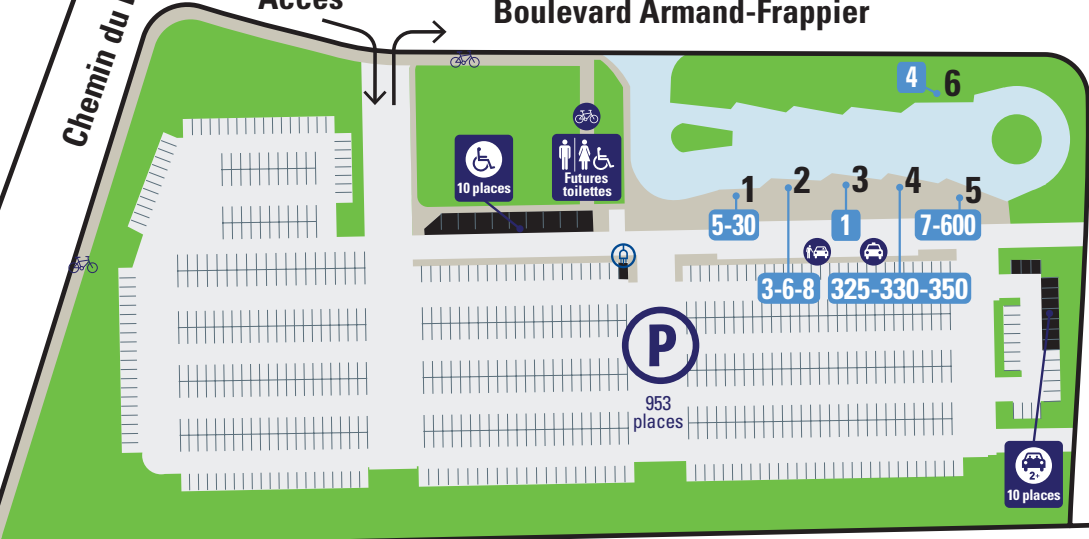 Accès
Boulevard Armand-Frappier
Chemin du
4
6
10 places
Futures
toilettes
1
2
3
4
5
5-30
1
7-600
3-6-8
325-330-350
P
953
places
2+
10 places